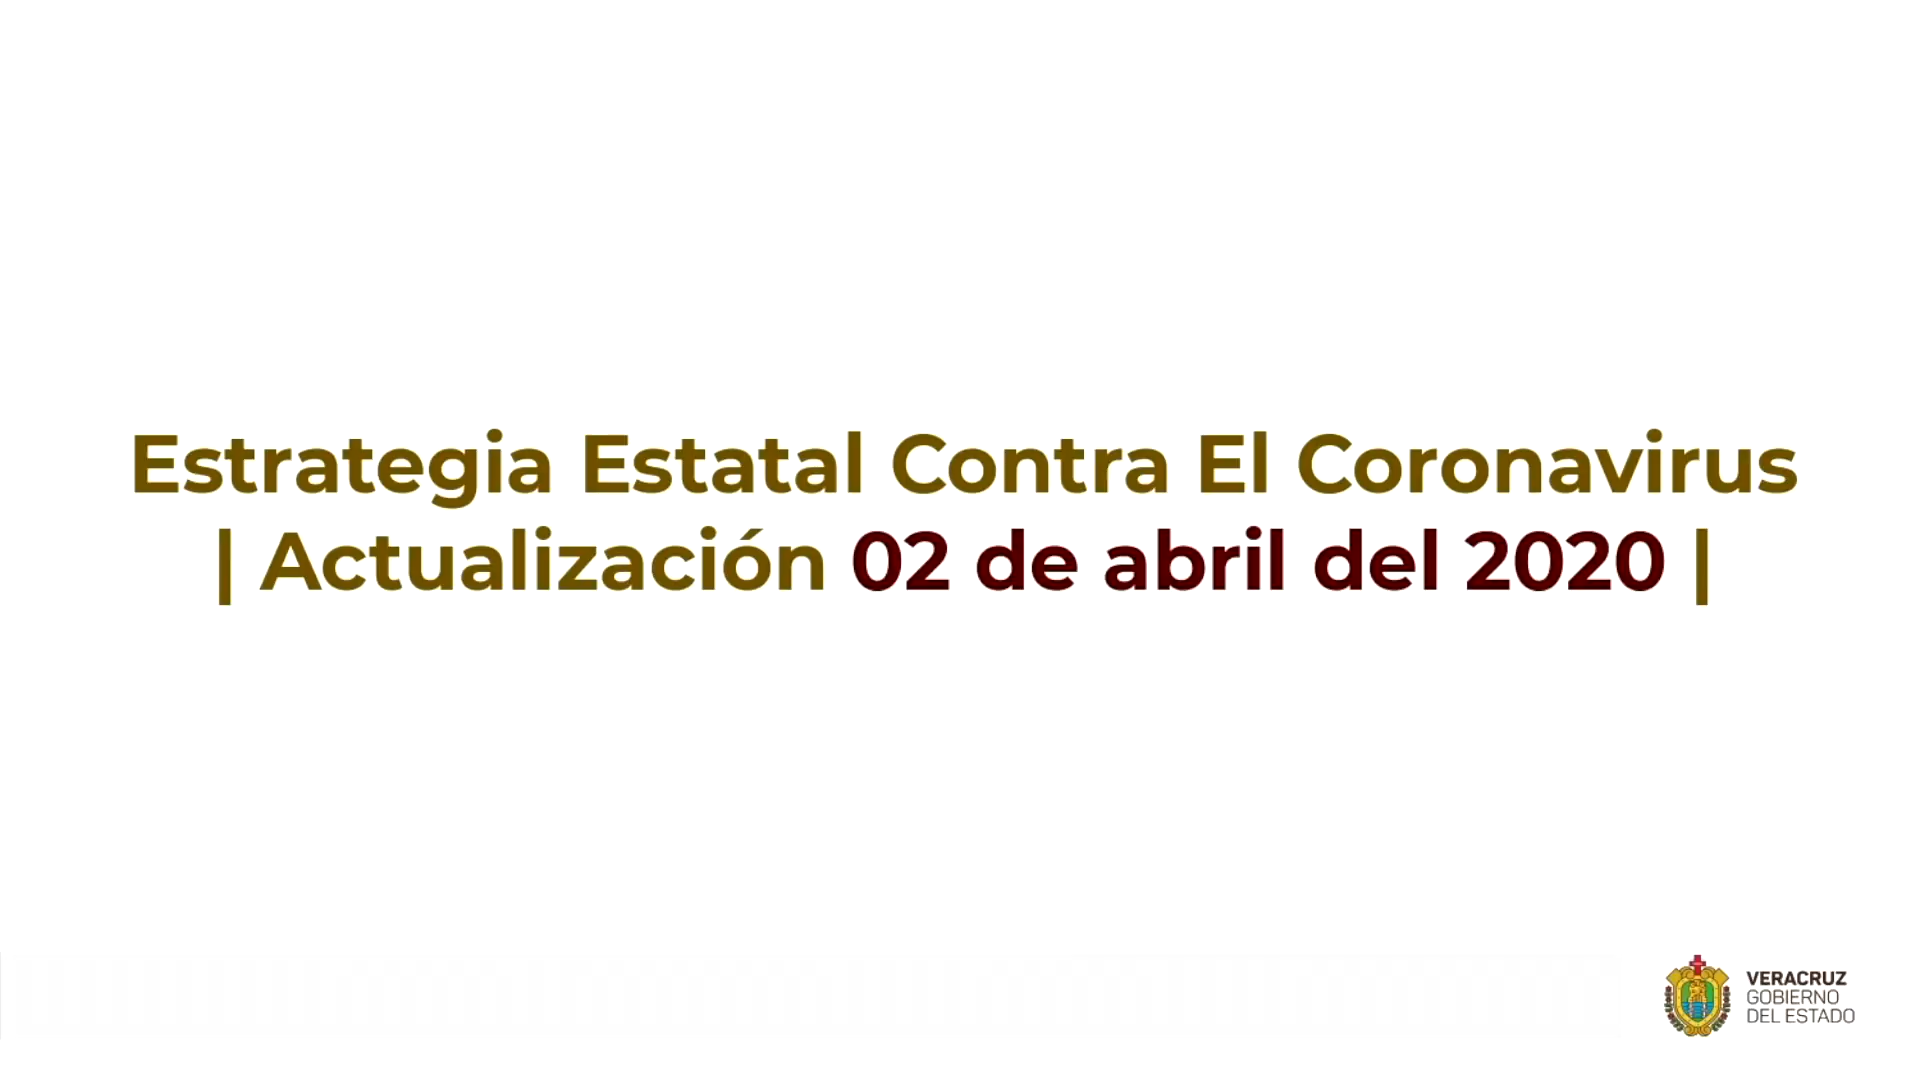 Estrategia Estatal Contra El Coronavirus
| Actualización 02 de abril del 2020 |
VERACRUZ
GOBIERNO
DEL ESTADO